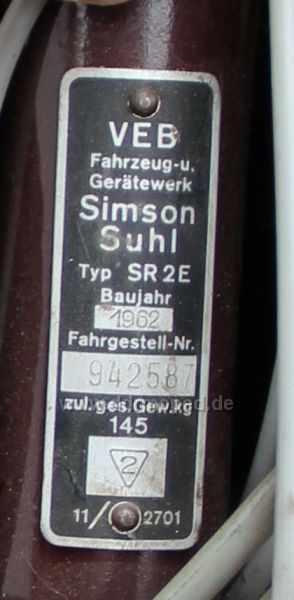 VEB
Fahrzeug-u.
Gerätewerk
Simson
Suhl
Typ SR 2 E
Baujahr
1962
Fahrgestell-Nr.
942587
zul. ges. Gew. kg
145
2
11/ 2701